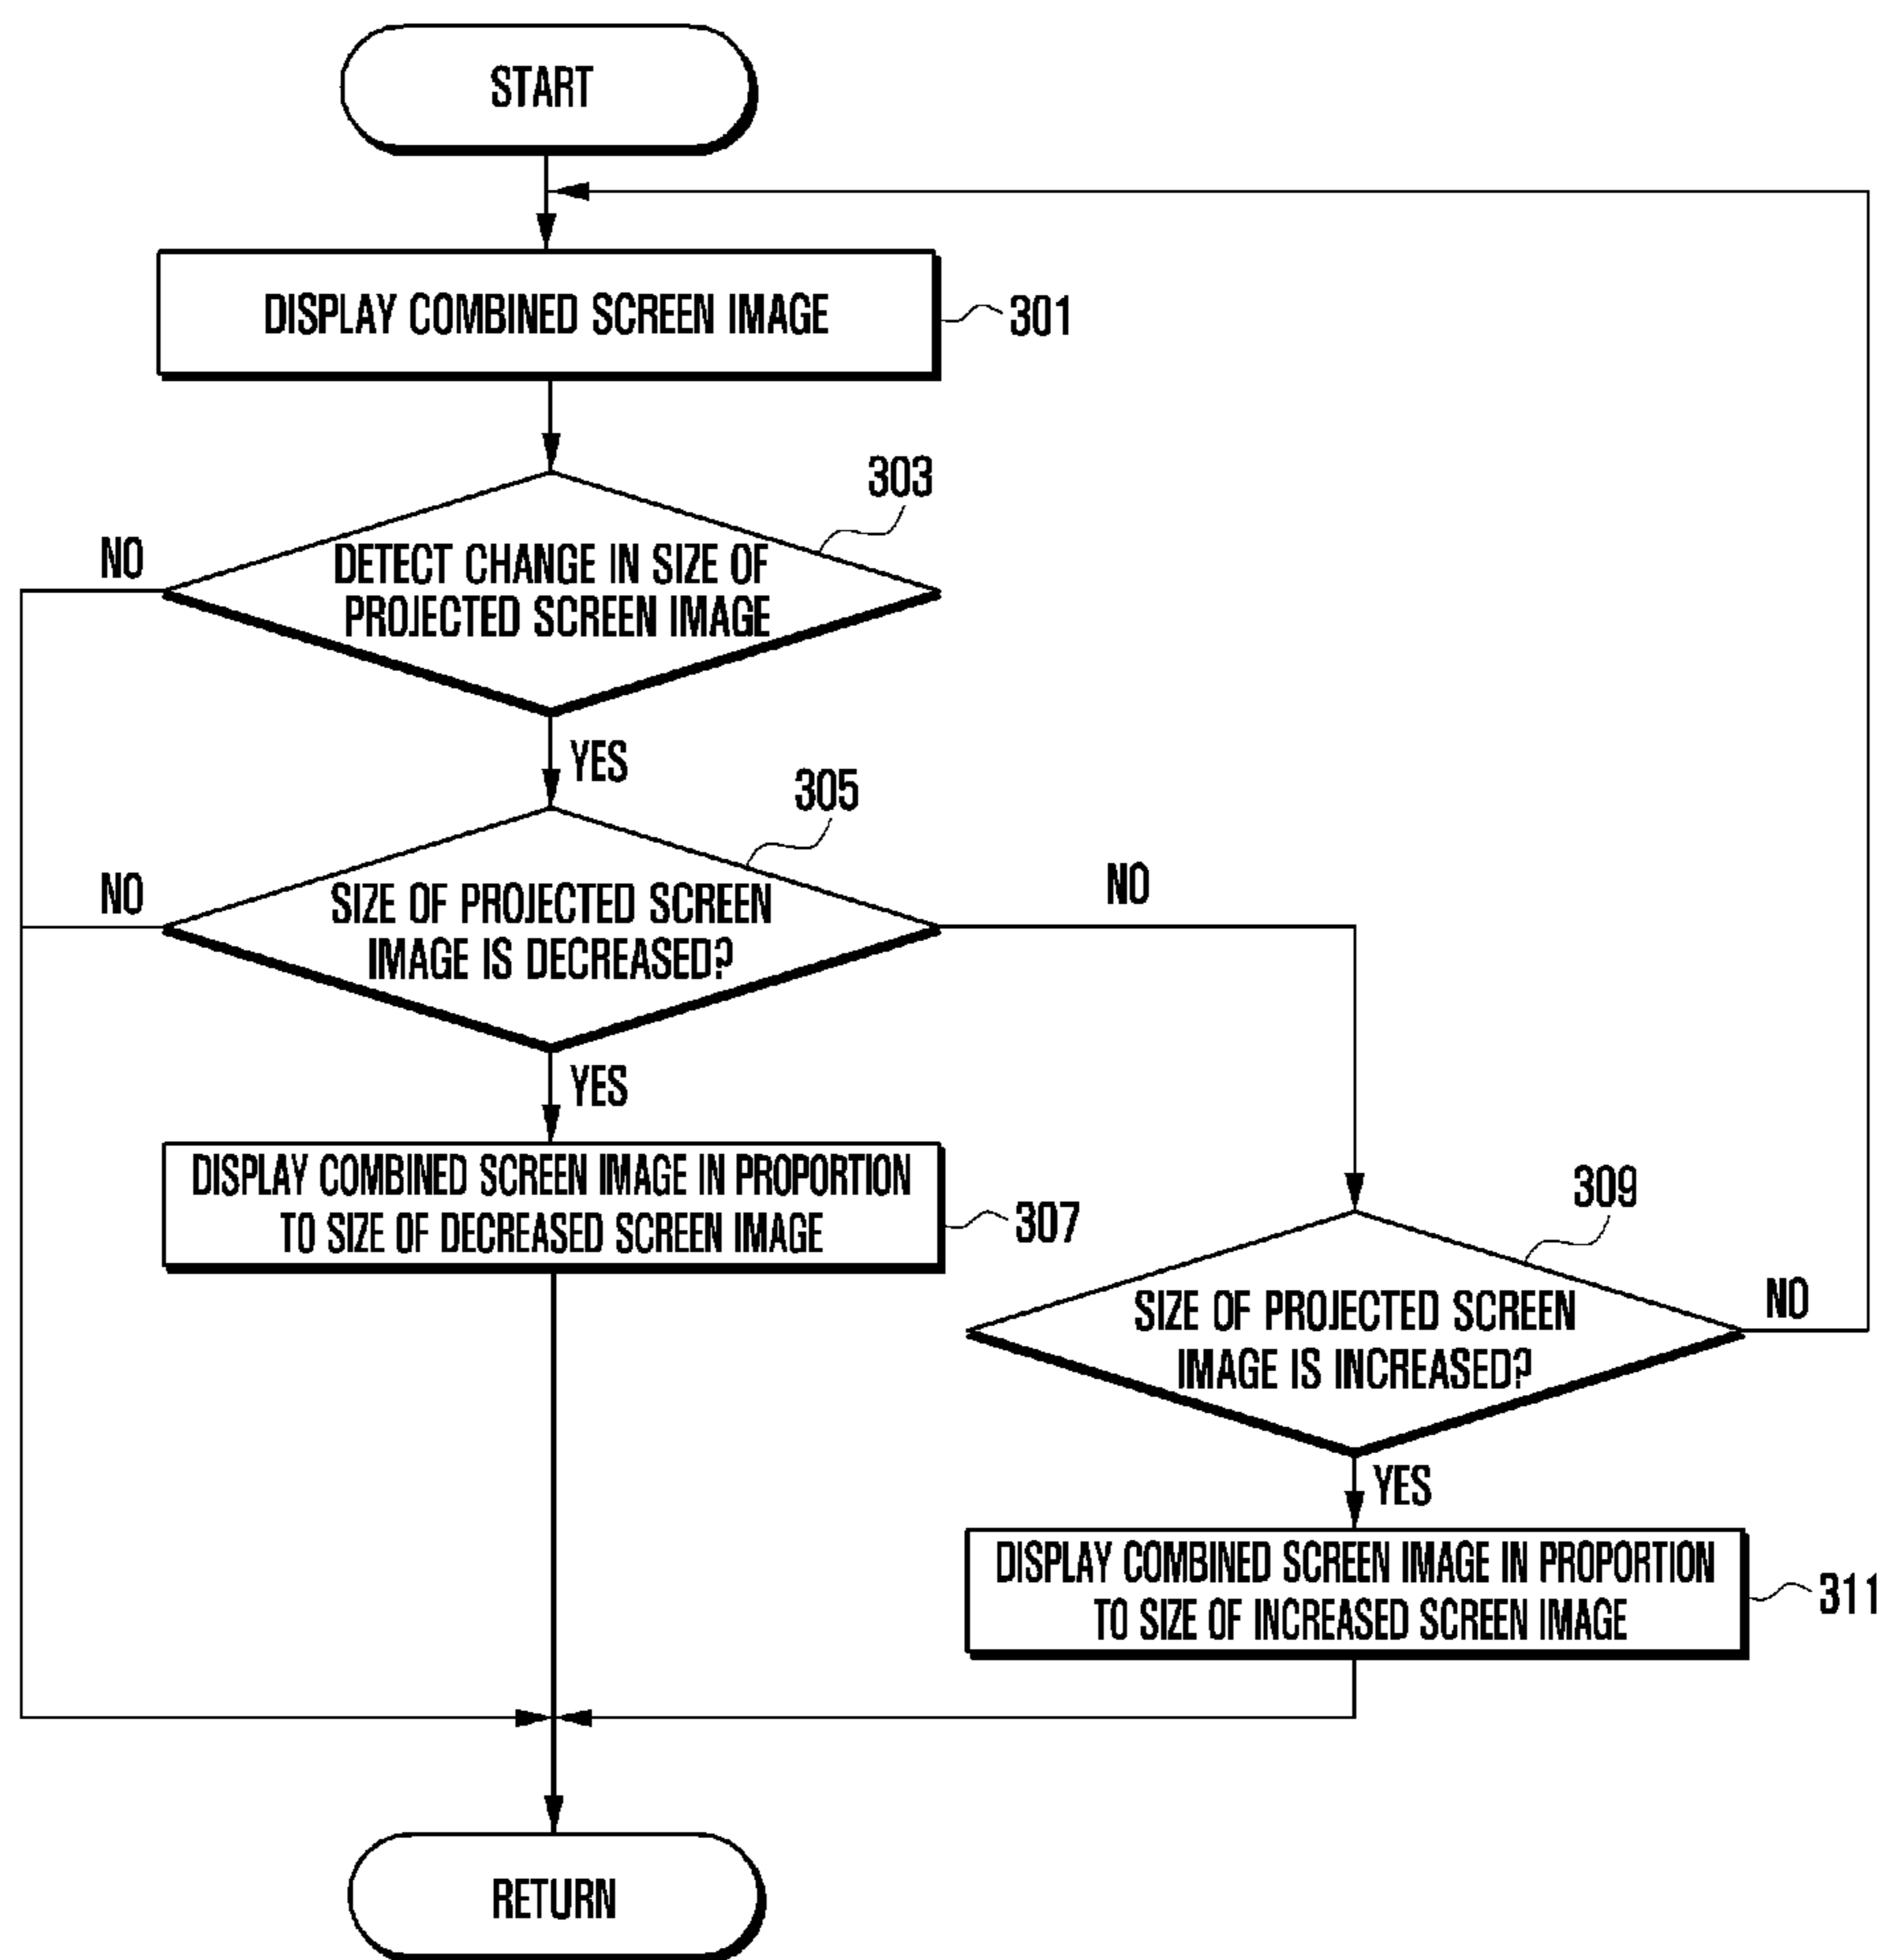 START
DISPLAY COMBINED SCREEN IMAGE
301
303
NO
DETECT CHANGE IN SIZE OF
PROJECTED SCREEN IMAGE
YES
305
NO
SIZE OF PROJECTED SCREEN
IMAGE IS DECREASED?
NO
YES
DISPLAY COMBINED SCREEN IMAGE IN PROPORTION
TO SIZE OF DECREASED SCREEN IMAGE
307
309
SIZE OF PROJECTED SCREEN
IMAGE IS INCREASED?
NO
YES
DISPLAY COMBINED SCREEN IMAGE IN PROPORTION
TO SIZE OF INCREASED SCREEN IMAGE
311
RETURN